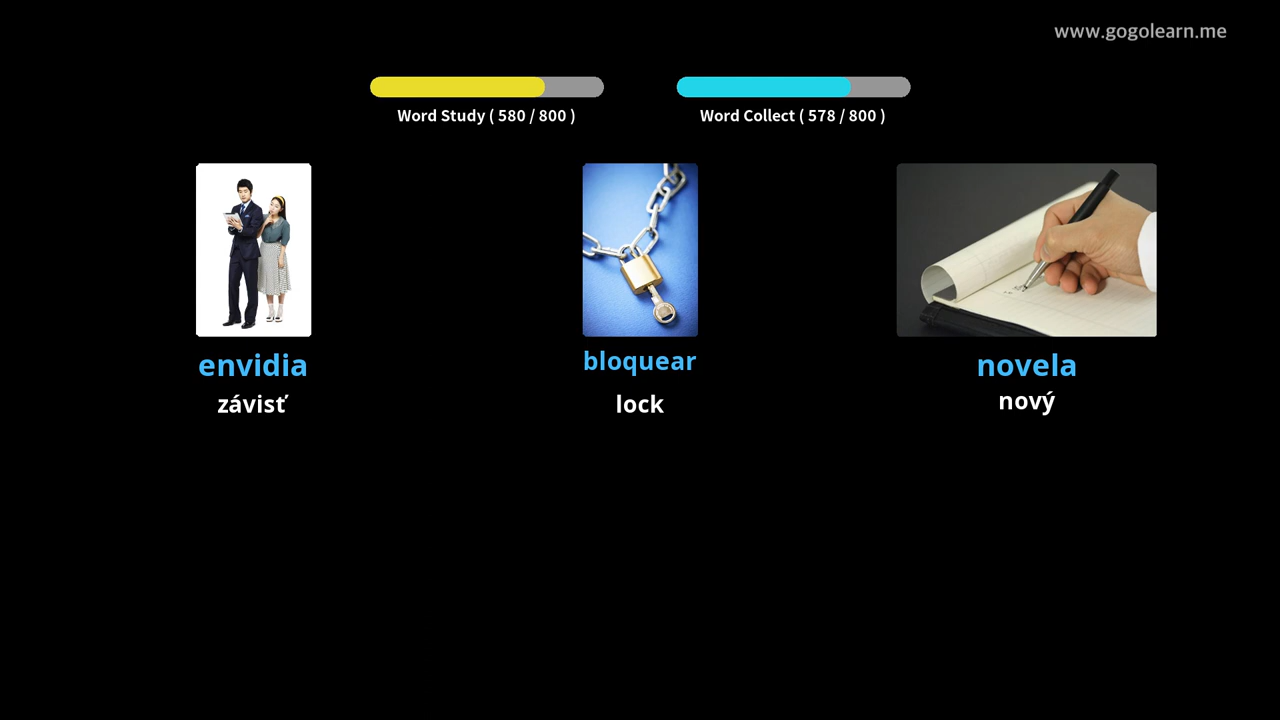 www.gogolearn.me
Word Study ( 580 / 800 )
Word Collect ( 578 / 800 )
envidia
bloquear
novela
závisť
lock
nový